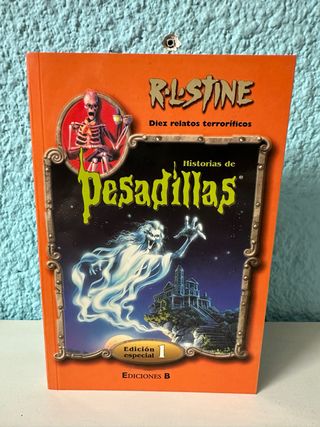 R.L.STINE
Diez relatos terroríficos
Historias de
Pesadillas
Edición
especial 1
EDICIONES B